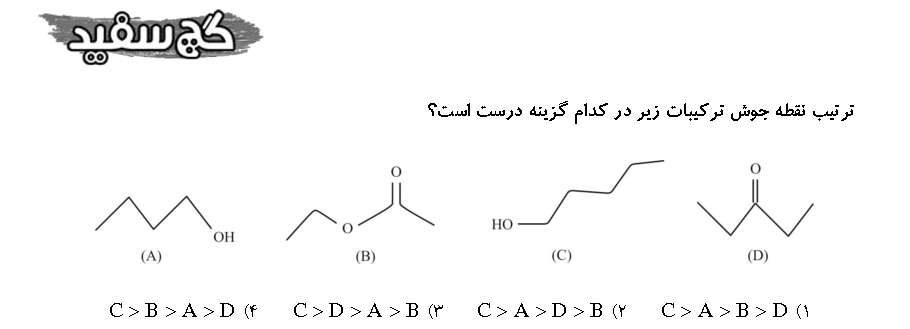 گچ سفید
ترتیب نقطه جوش ترکیبات زیر در کدام گزینه درست است؟
OH
(A)
O
O
(B)
HO
(C)
O
(D)
۱) C > A > B > D ۲) C > A > D > B ۳) C > D > A > B ۴) C > B > A > D